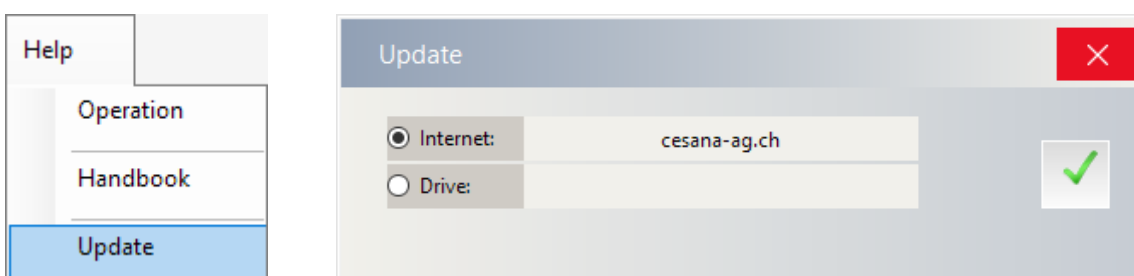 Help
Operation
Handbook
Update
Update
Internet: cesana-ag.ch
Drive: